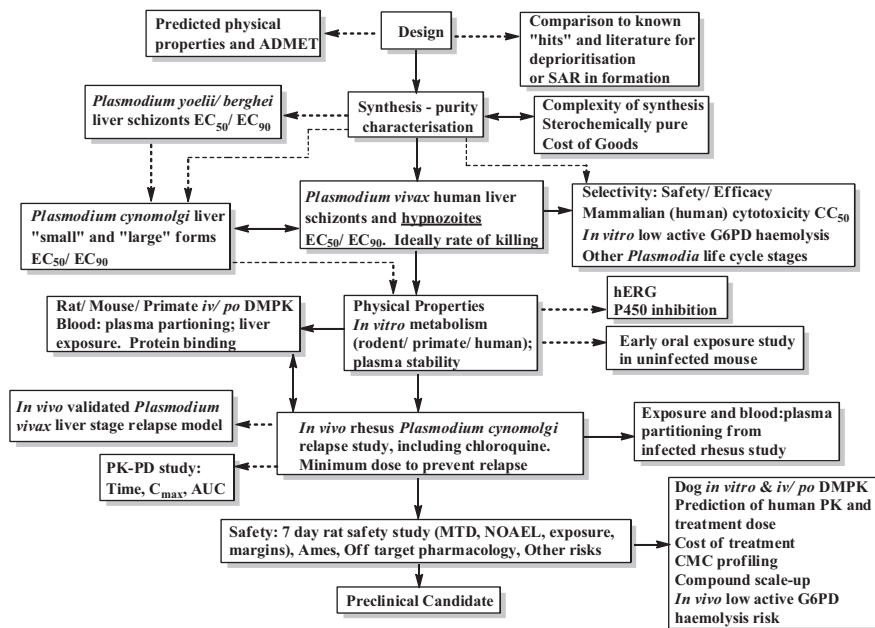 Predicted physical
properties and ADMET
Design
Comparison to known
"hits" and literature for
deprioritisation
or SAR in formation
Plasmodium yoelii/ berghei
liver schizonts EC50/ EC90
Synthesis - purity
characterisation
Complexity of synthesis
Sterochemically pure
Cost of Goods
Plasmodium cynomolgi liver
"small" and "large" forms
EC50/ EC90
Plasmodium vivax human liver
schizonts and hypnozoites
EC50/ EC90. Ideally rate of killing
Selectivity: Safety/ Efficacy
Mammalian (human) cytotoxicity CC50
In vitro low active G6PD haemolysis
Other Plasmodia life cycle stages
Rat/ Mouse/ Primate iv/ po DMPK
Blood: plasma partioning; liver
exposure. Protein binding
Physical Properties
In vitro metabolism
(rodent/ primate/ human);
plasma stability
hERG
P450 inhibition
Early oral exposure study
in uninfected mouse
In vivo validated Plasmodium
vivax liver stage relapse model
In vivo rhesus Plasmodium cynomolgi
relapse study, including chloroquine.
Minimum dose to prevent relapse
Exposure and blood:plasma
partitioning from
infected rhesus study
PK-PD study:
Time, Cmax, AUC
Safety: 7 day rat safety study (MTD, NOAEL, exposure,
margins), Ames, Off target pharmacology, Other risks
Dog in vitro & iv/ po DMPK
Prediction of human PK and
treatment dose
Cost of treatment
CMC profiling
Compound scale-up
In vivo low active G6PD
haemolysis risk
Preclinical Candidate